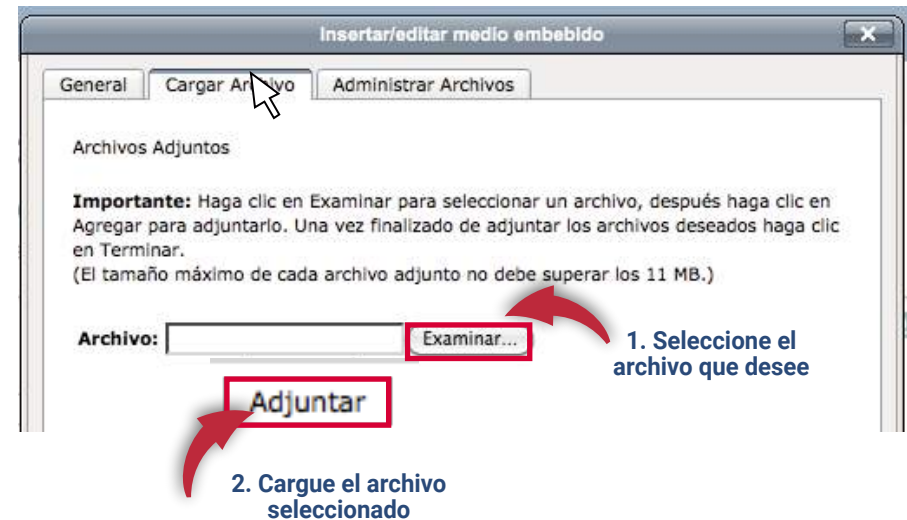 Insertar/editar medio embebido
General Cargar Archivo Administrar Archivos
Archivos Adjuntos
Importante: Haga clic en Examinar para seleccionar un archivo, después haga clic en
Agregar para adjuntarlo. Una vez finalizado de adjuntar los archivos deseados haga clic
en Terminar.
(El tamaño máximo de cada archivo adjunto no debe superar los 11 MB.)
Archivo: Examinar...
1. Seleccione el
archivo que desee
Adjuntar
2. Cargue el archivo
seleccionado